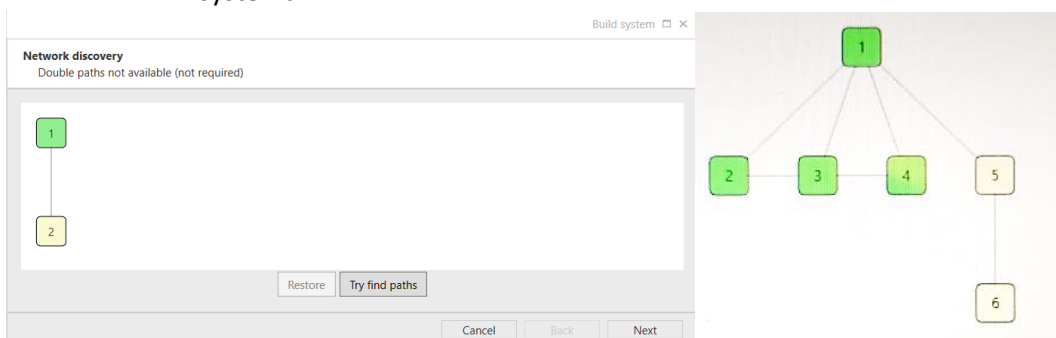 Build system
Network discovery
Double paths not available (not required)
1
2
Restore
Try find paths
Cancel
Back
Next
1
2
3
4
5
6